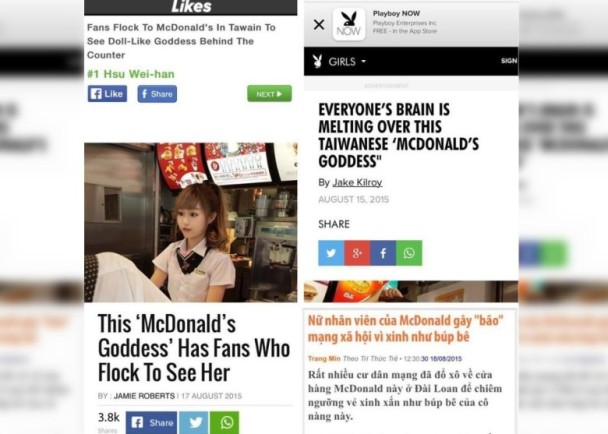 Likes
Fans Flock To McDonald's In Tawain To
See Doll-Like Goddess Behind The
Counter
#1 Hsu Wei-han
Like
Share
NEXT
This ‘McDonald’s
Goddess’ Has Fans Who
Flock To See Her
BY : JAMIE ROBERTS | 17 AUGUST 2015
3.8k
Shares
Share
NOW
Playboy NOW
Playboy Enterprises Inc
FREE - In the App Store
GIRLS
SIGN
ADVERTISEMENT
EVERYONE’S BRAIN IS
MELTING OVER THIS
TAIWANESE ‘MCDONALD’S
GODDESS"
By Jake Kilroy
AUGUST 15, 2015
SHARE
Nữ nhân viên của McDonald gây "bão"
mạng xã hội vì xinh như búp bê
Trang Min Theo Trí Thức Trẻ • 12:30:30 18/08/2015
Rất nhiều cư dân mạng đã đổ xô về cửa
hàng McDonald này ở Đài Loan để chiêm
ngưỡng vẻ xinh xắn như búp bê của cô
nàng này.